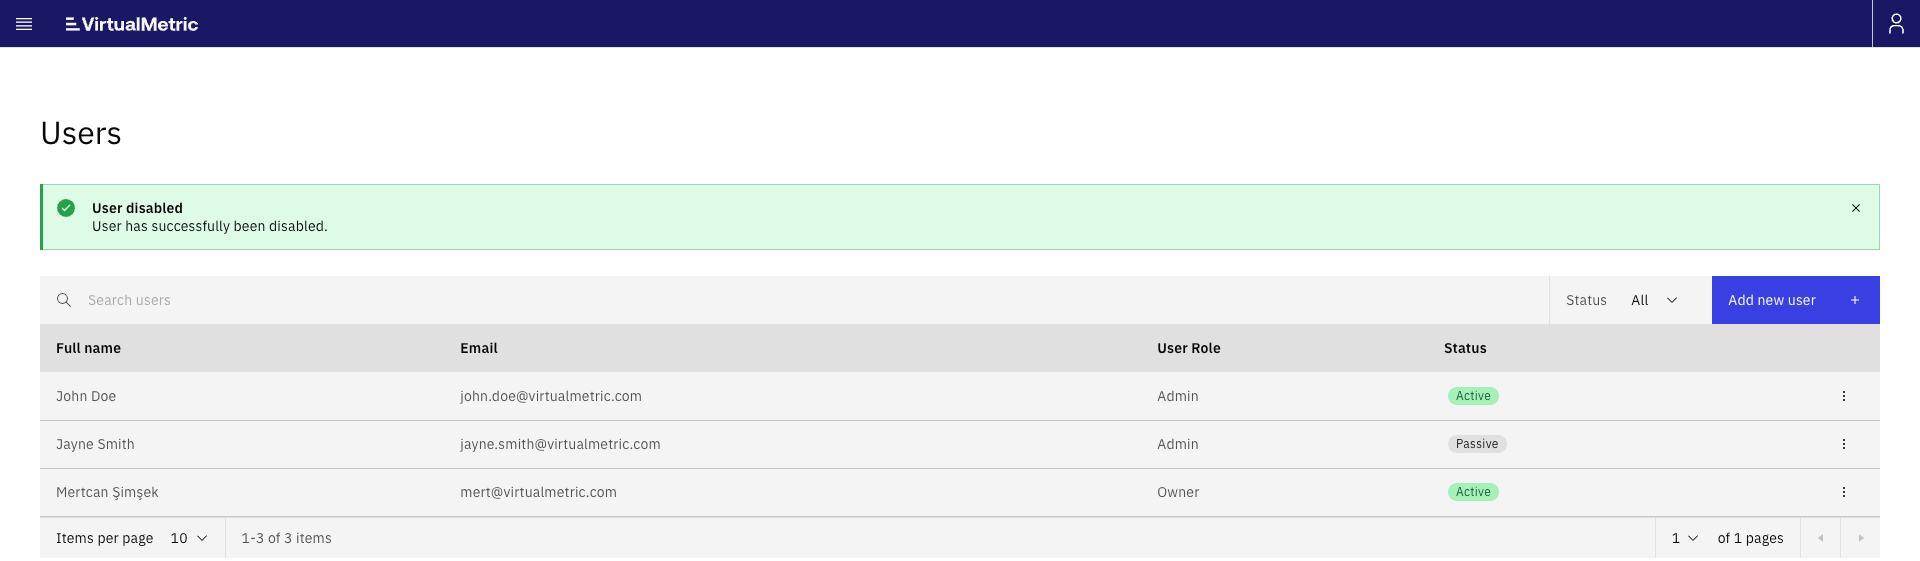 VirtualMetric
Users
User disabled
User has successfully been disabled.
Search users
Status All
Add new user +
Full name Email User Role Status
John Doe john.doe@virtualmetric.com Admin Active
Jayne Smith jayne.smith@virtualmetric.com Admin Passive
Mertcan Şimşek mert@virtualmetric.com Owner Active
Items per page 10 1-3 of 3 items 1 of 1 pages